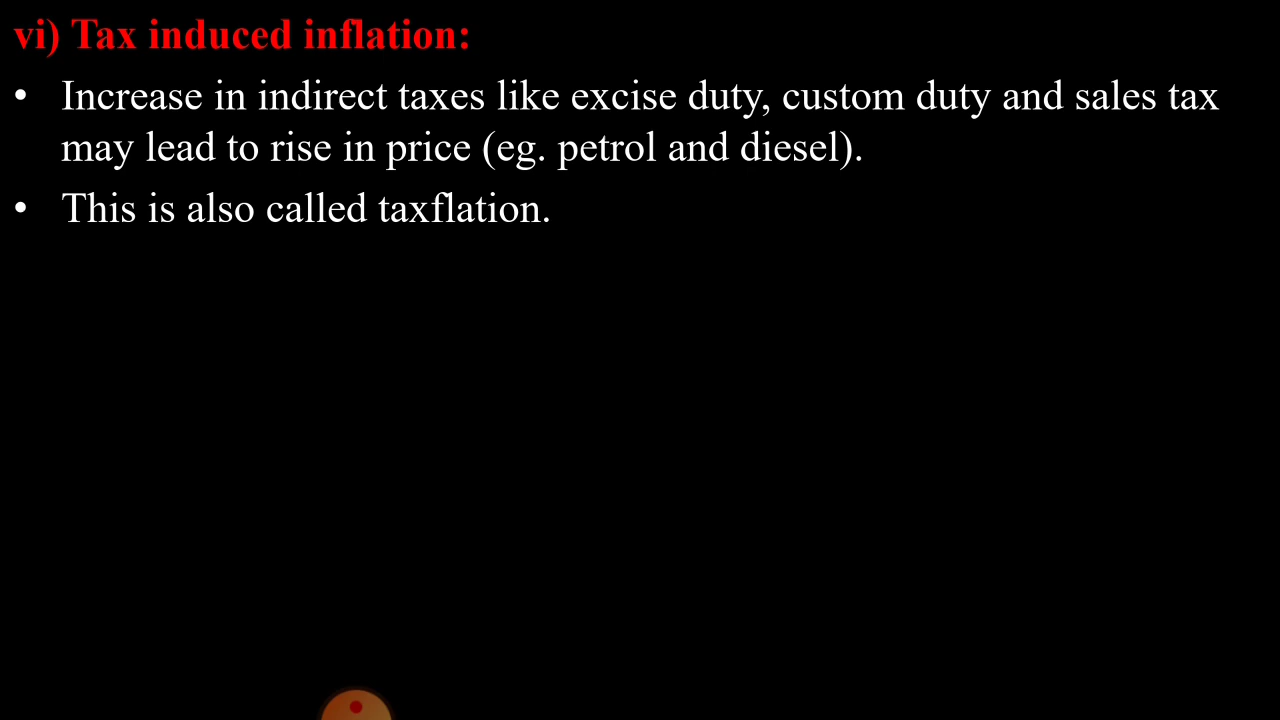 vi) Tax induced inflation:
• Increase in indirect taxes like excise duty, custom duty and sales tax
may lead to rise in price (eg. petrol and diesel).
• This is also called taxflation.